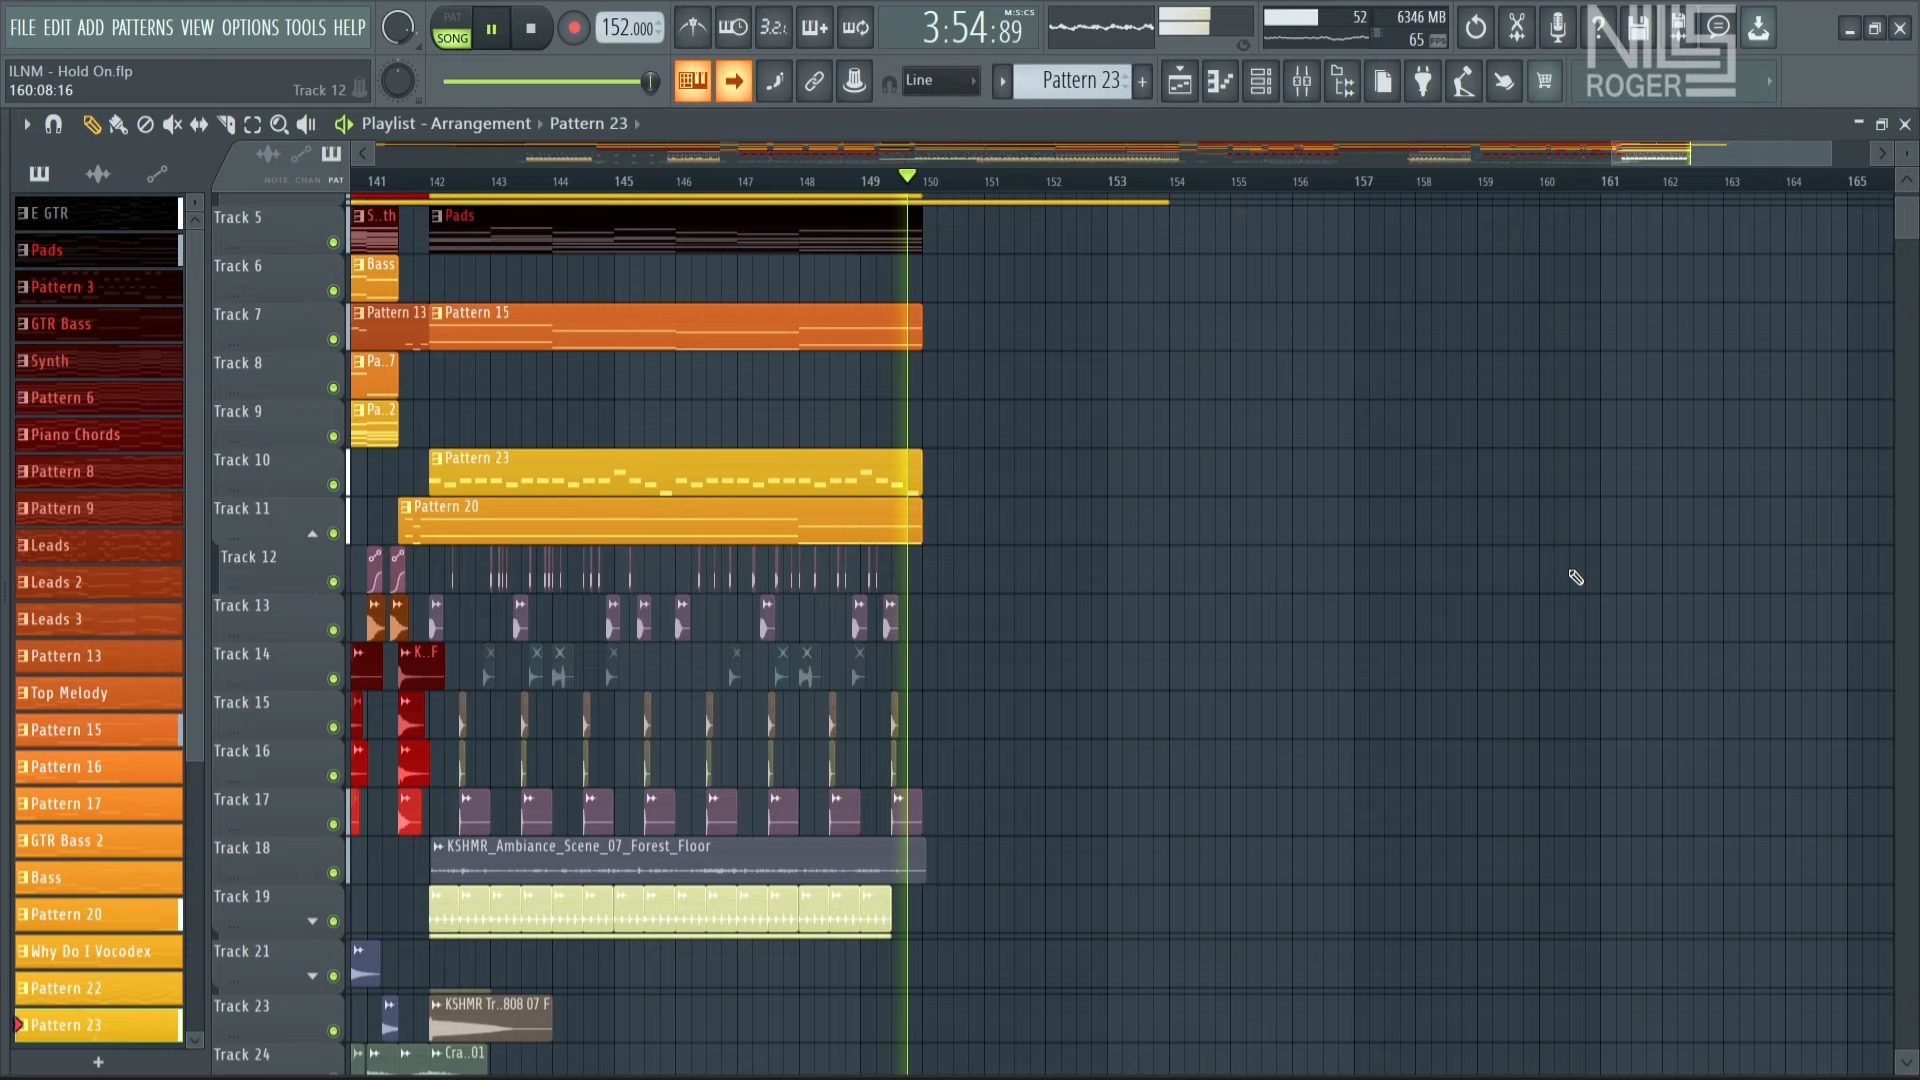 FILE EDIT ADD PATTERNS VIEW OPTIONS TOOLS HELP
PAT
SONG
152.000
3:54:89
M:S:CS
52
6346 MB
65
FPS
NILS
ROGER
ILNM - Hold On.flp
160:08:16
Track 12
Line
Pattern 23
Playlist - Arrangement
Pattern 23
NOTE CHAN PAT
141 142 143 144 145 146 147 148 149 150 151 152 153 154 155 156 157 158 159 160 161 162 163 164 165
E GTR
Pads
Pattern 3
GTR Bass
Synth
Pattern 6
Piano Chords
Pattern 8
Pattern 9
Leads
Leads 2
Leads 3
Pattern 13
Top Melody
Pattern 15
Pattern 16
Pattern 17
GTR Bass 2
Bass
Pattern 20
Why Do I Vocodex
Pattern 22
Pattern 23
Track 5
S..th
Pads
Track 6
Bass
Track 7
Pattern 13
Pattern 15
Track 8
Pa..7
Track 9
Pa..2
Track 10
Pattern 23
Track 11
Pattern 20
Track 12
Track 13
Track 14
K..F
Track 15
Track 16
Track 17
Track 18
KSHMR_Ambiance_Scene_07_Forest_Floor
Track 19
Track 21
Track 23
KSHMR Tr..808 07 F
Track 24
Cra..01